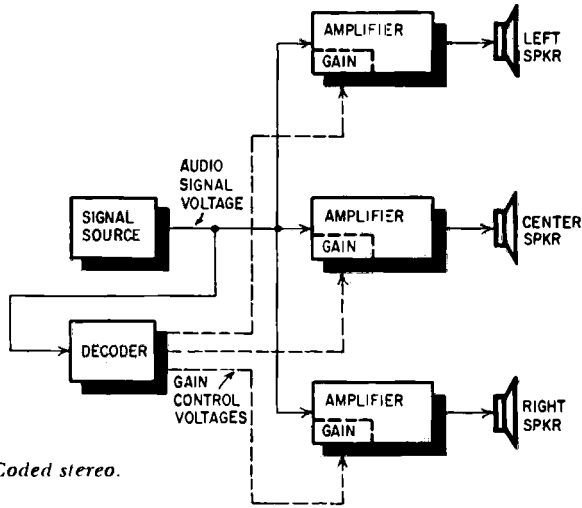 AMPLIFIER
GAIN
LEFT
SPKR
AUDIO
SIGNAL
VOLTAGE
SIGNAL
SOURCE
AMPLIFIER
GAIN
CENTER
SPKR
DECODER
GAIN
CONTROL
VOLTAGES
AMPLIFIER
GAIN
RIGHT
SPKR
Coded stereo.